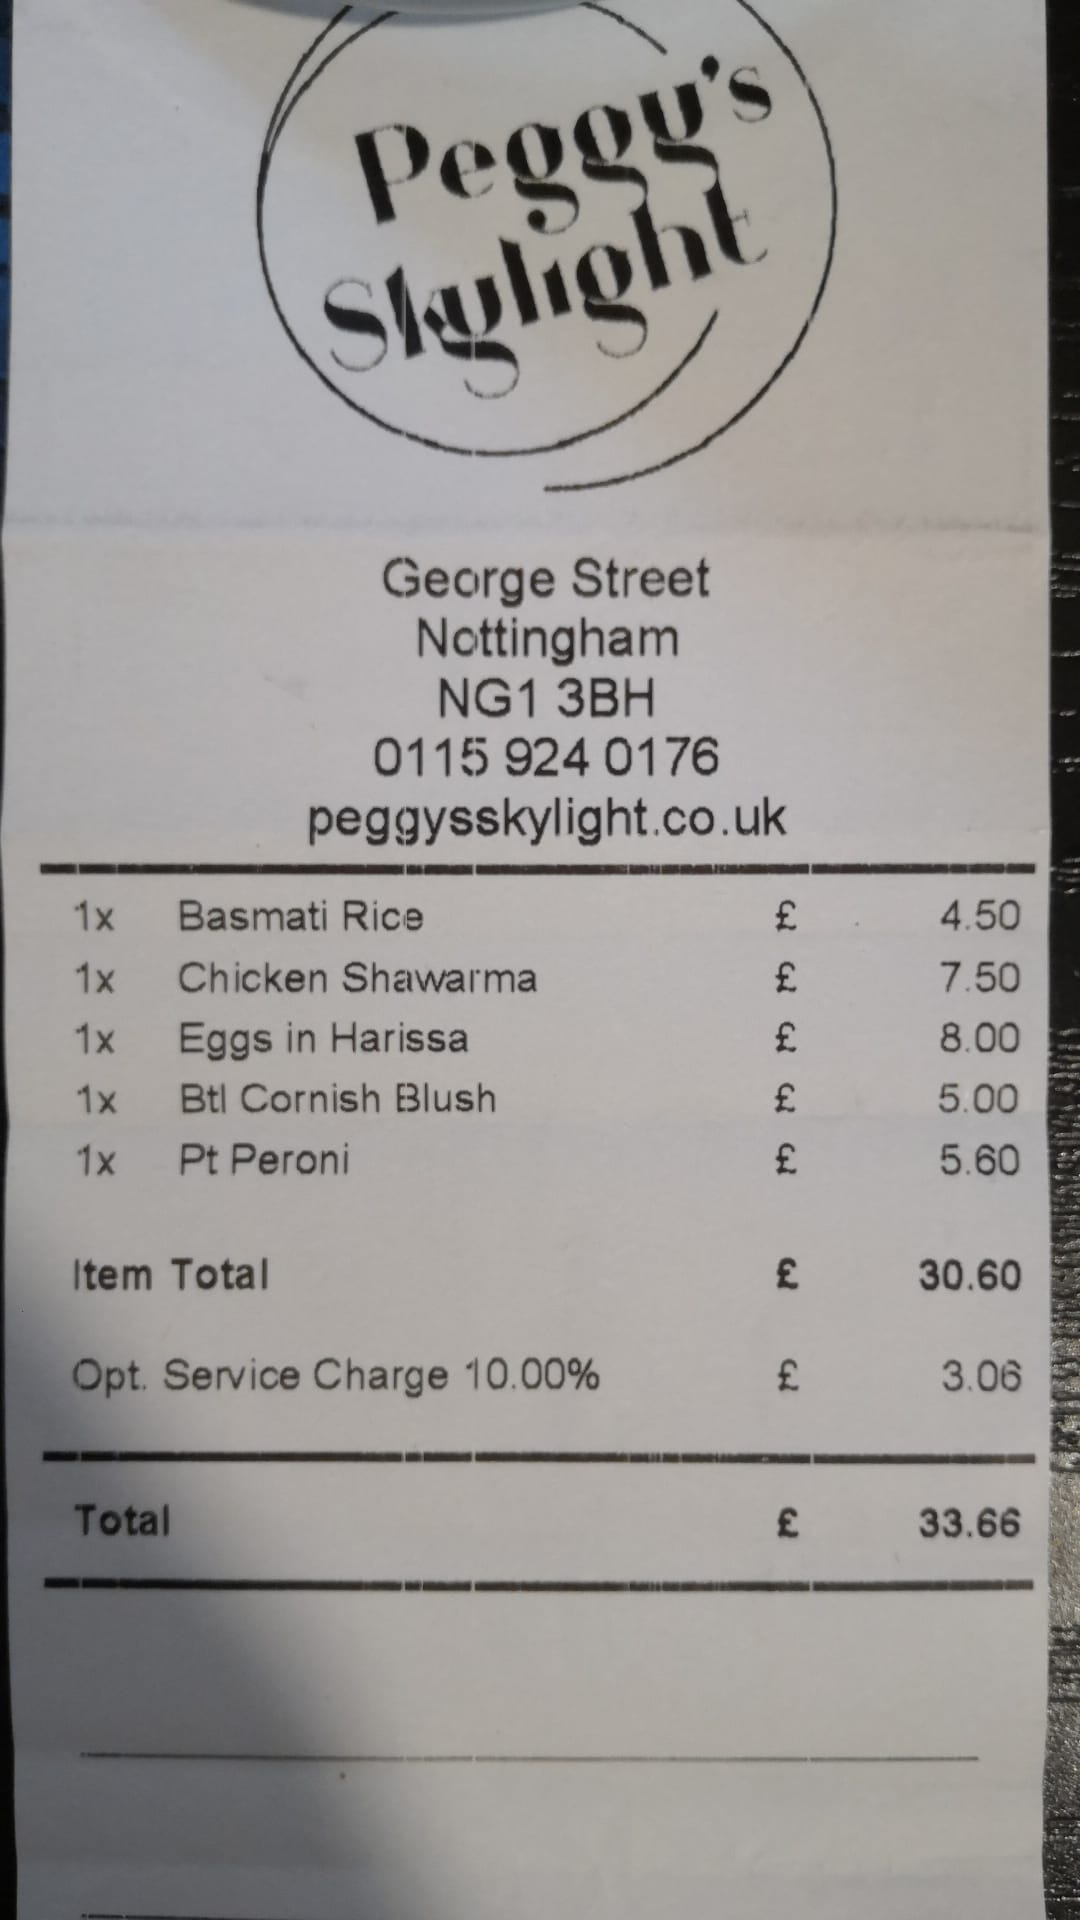 Peggy's
Skylight
George Street
Nottingham
NG1 3BH
0115 924 0176
peggysskylight.co.uk
1x Basmati Rice £ 4.50
1x Chicken Shawarma £ 7.50
1x Eggs in Harissa £ 8.00
1x Btl Cornish Blush £ 5.00
1x Pt Peroni £ 5.60
Item Total £ 30.60
Opt. Service Charge 10.00% £ 3.06
Total £ 33.66